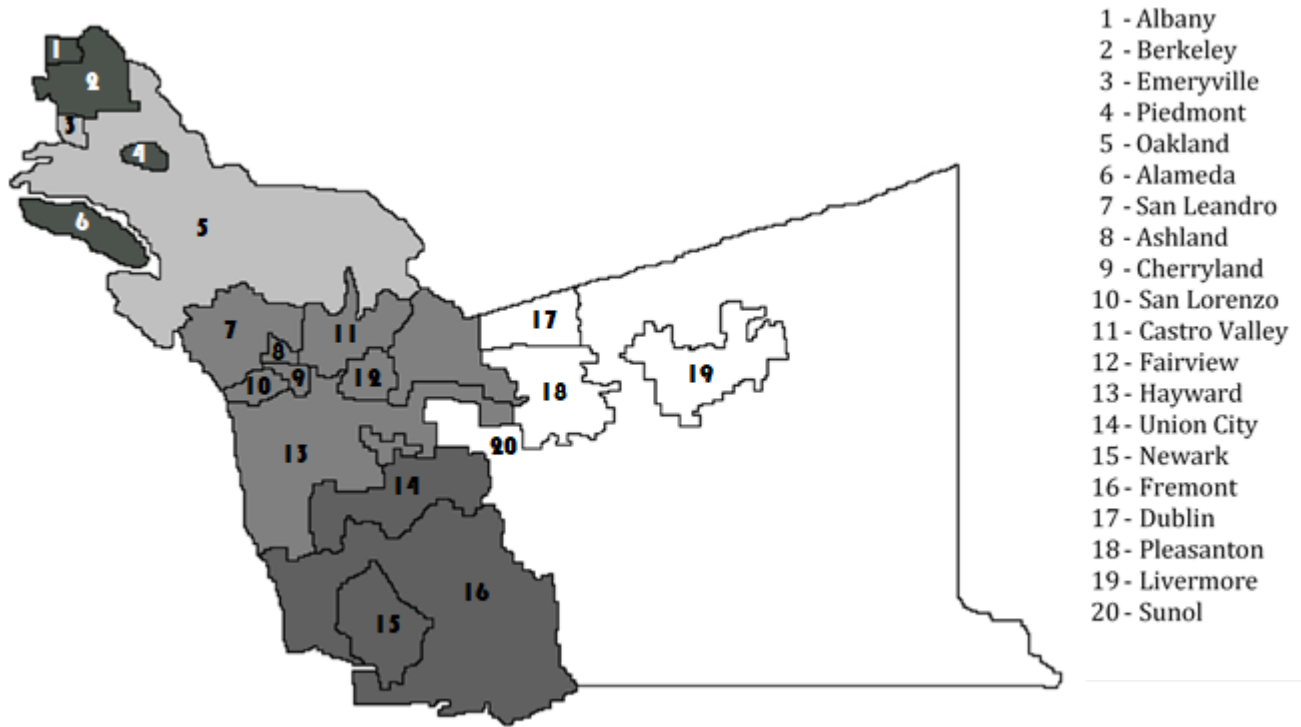 1 - Albany
2 - Berkeley
3 - Emeryville
4 - Piedmont
5 - Oakland
6 - Alameda
7 - San Leandro
8 - Ashland
9 - Cherryland
10 - San Lorenzo
11 - Castro Valley
12 - Fairview
13 - Hayward
14 - Union City
15 - Newark
16 - Fremont
17 - Dublin
18 - Pleasanton
19 - Livermore
20 - Sunol
1
2
3
4
6
5
7
11
17
8
9
10
12
19
18
13
20
14
16
15